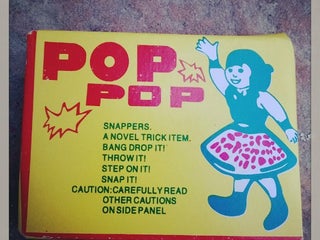 POP
POP
SNAPPERS.
A NOVEL TRICK ITEM.
BANG DROP IT!
THROW IT!
STEP ON IT!
SNAP IT!
CAUTION:CAREFULLY READ
OTHER CAUTIONS
ON SIDE PANEL